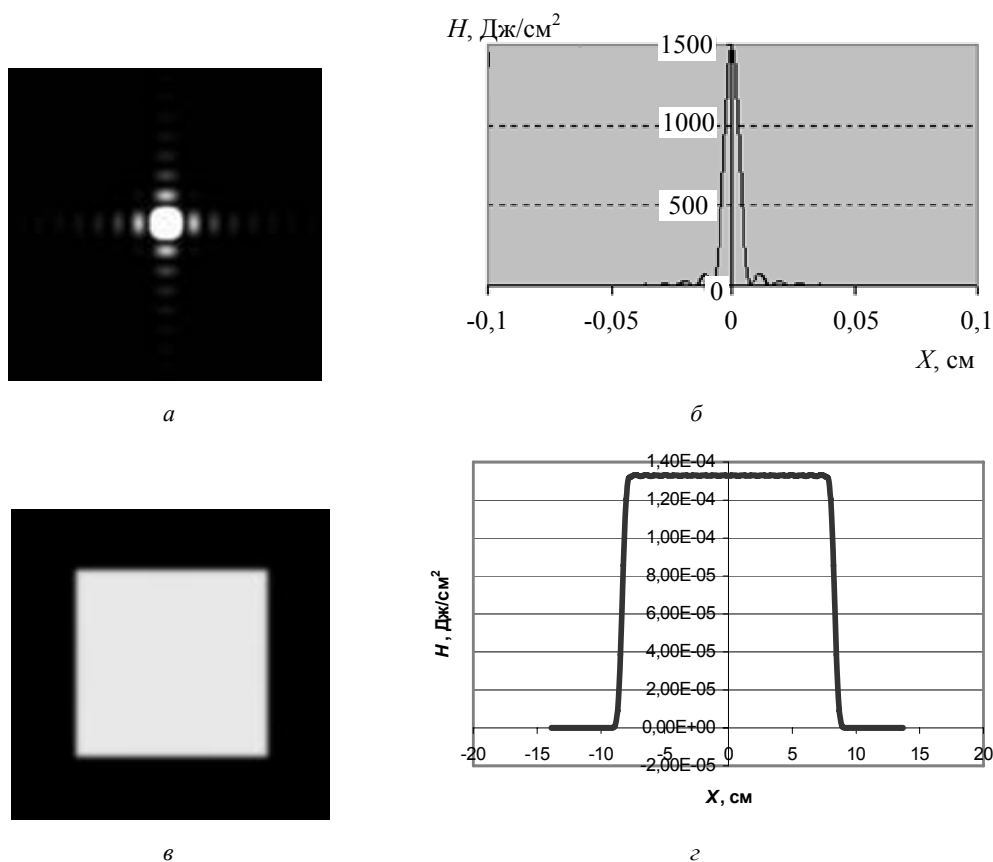 H, Дж/см²
1500
1000
500
0
-0,1 -0,05 0 0,05 0,1
X, см
а б
1,40E-04
1,20E-04
1,00E-04
8,00E-05
6,00E-05
4,00E-05
2,00E-05
0,00E+00
-20 -15 -10 -5 0 5 10 15 20
-2,00E-05
H, Дж/см²
X, см
в г